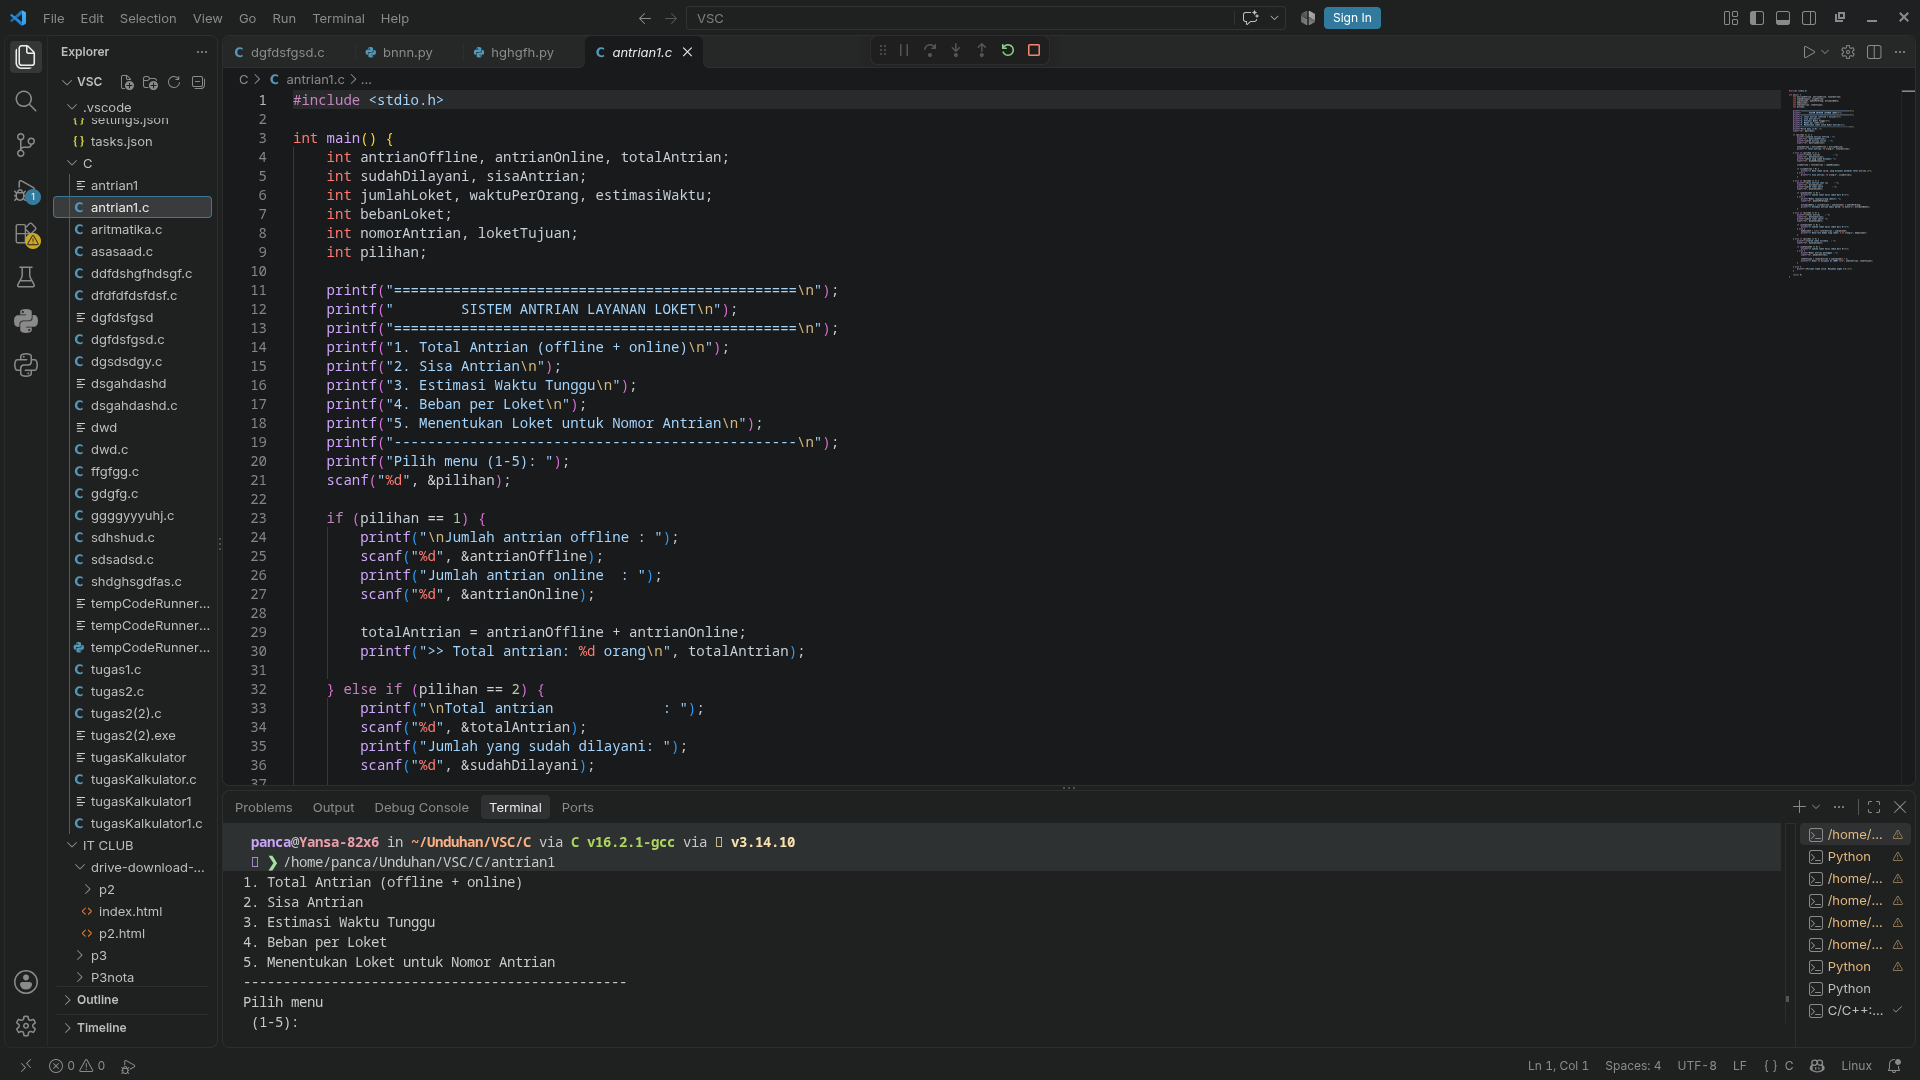 File Edit Selection View Go Run Terminal Help
VSC
Sign In
Explorer
VSC
.vscode
settings.json
tasks.json
C
antrian1
antrian1.c
aritmatika.c
asasaad.c
ddfdshgfhdsgf.c
dfdfdfdsfdsf.c
dgfdsfgsd
dgfdsfgsd.c
dgsdsdgy.c
dsgahdashd
dsgahdashd.c
dwd
dwd.c
ffgfgg.c
gdgfg.c
ggggyyyuhj.c
sdhshud.c
sdsadsd.c
shdghsgdfas.c
tempCodeRunner...
tempCodeRunner...
tempCodeRunner...
tugas1.c
tugas2.c
tugas2(2).c
tugas2(2).exe
tugasKalkulator
tugasKalkulator.c
tugasKalkulator1
tugasKalkulator1.c
IT CLUB
drive-download-...
p2
index.html
p2.html
p3
P3nota
Outline
Timeline
1
dgfdsfgsd.c bnnn.py hghgfh.py antrian1.c
C > C antrian1.c > ...
1 #include <stdio.h>
2
3 int main() {
4 int antrianOffline, antrianOnline, totalAntrian;
5 int sudahDilayani, sisaAntrian;
6 int jumlahLoket, waktuPerOrang, estimasiWaktu;
7 int bebanLoket;
8 int nomorAntrian, loketTujuan;
9 int pilihan;
10
11 printf("================================================\n");
12 printf("        SISTEM ANTRIAN LAYANAN LOKET\n");
13 printf("================================================\n");
14 printf("1. Total Antrian (offline + online)\n");
15 printf("2. Sisa Antrian\n");
16 printf("3. Estimasi Waktu Tunggu\n");
17 printf("4. Beban per Loket\n");
18 printf("5. Menentukan Loket untuk Nomor Antrian\n");
19 printf("------------------------------------------------\n");
20 printf("Pilih menu (1-5): ");
21 scanf("%d", &pilihan);
22
23 if (pilihan == 1) {
24 printf("\nJumlah antrian offline : ");
25 scanf("%d", &antrianOffline);
26 printf("Jumlah antrian online  : ");
27 scanf("%d", &antrianOnline);
28
29 totalAntrian = antrianOffline + antrianOnline;
30 printf(">> Total antrian: %d orang\n", totalAntrian);
31
32 } else if (pilihan == 2) {
33 printf("\nTotal antrian             : ");
34 scanf("%d", &totalAntrian);
35 printf("Jumlah yang sudah dilayani: ");
36 scanf("%d", &sudahDilayani);
37
Problems Output Debug Console Terminal Ports
panca@Yansa-82x6 in ~/Unduhan/VSC/C via C v16.2.1-gcc via v3.14.10
❯ /home/panca/Unduhan/VSC/C/antrian1
1. Total Antrian (offline + online)
2. Sisa Antrian
3. Estimasi Waktu Tunggu
4. Beban per Loket
5. Menentukan Loket untuk Nomor Antrian
------------------------------------------------
Pilih menu
(1-5):
/home/...
Python
/home/...
/home/...
/home/...
/home/...
Python
Python
C/C++:...
0 0
Ln 1, Col 1 Spaces: 4 UTF-8 LF { } C Linux